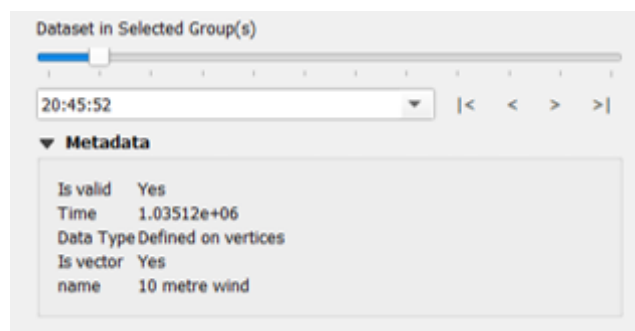 Dataset in Selected Group(s)
20:45:52 |< < > >|
Metadata
Is valid Yes
Time 1.03512e+06
Data Type Defined on vertices
Is vector Yes
name 10 metre wind